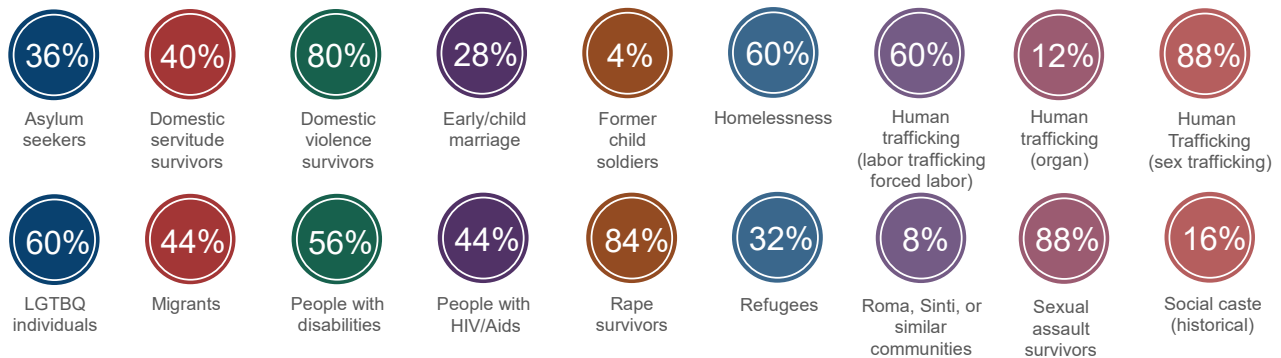 36%
Asylum
seekers
40%
Domestic
servitude
survivors
80%
Domestic
violence
survivors
28%
Early/child
marriage
4%
Former
child
soldiers
60%
Homelessness
60%
Human
trafficking
(labor trafficking
forced labor)
12%
Human
trafficking
(organ)
88%
Human
Trafficking
(sex trafficking)
60%
LGTBQ
individuals
44%
Migrants
56%
People with
disabilities
44%
People with
HIV/Aids
84%
Rape
survivors
32%
Refugees
8%
Roma, Sinti, or
similar
communities
88%
Sexual
assault
survivors
16%
Social caste
(historical)